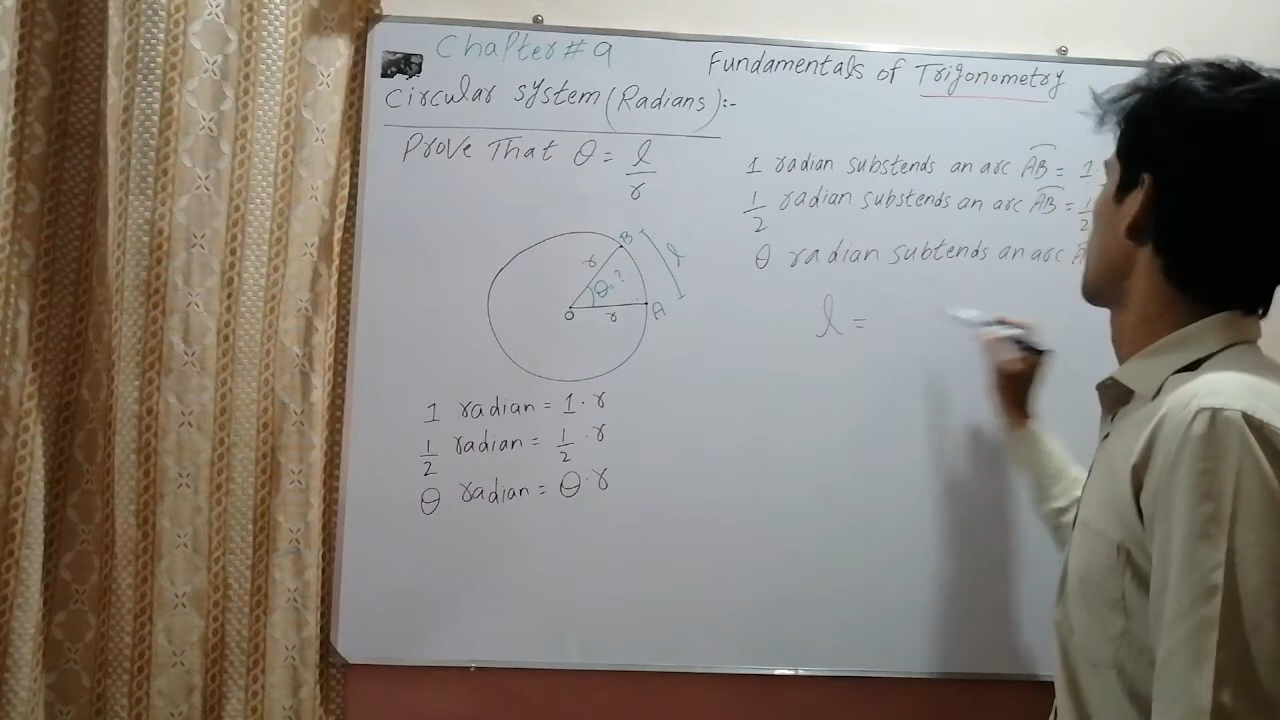 Chapter # 9
Fundamentals of Trigonometry
Circular system (Radians):-
Prove That θ = l/r
1 radian substends an arc AB = 1.
1/2 radian substends an arc AB = 1/2
θ radian subtends an arc
l =
B
r
l
θ=?
O
r
A
1 radian = 1 · r
1/2 radian = 1/2 · r
θ radian = θ · r